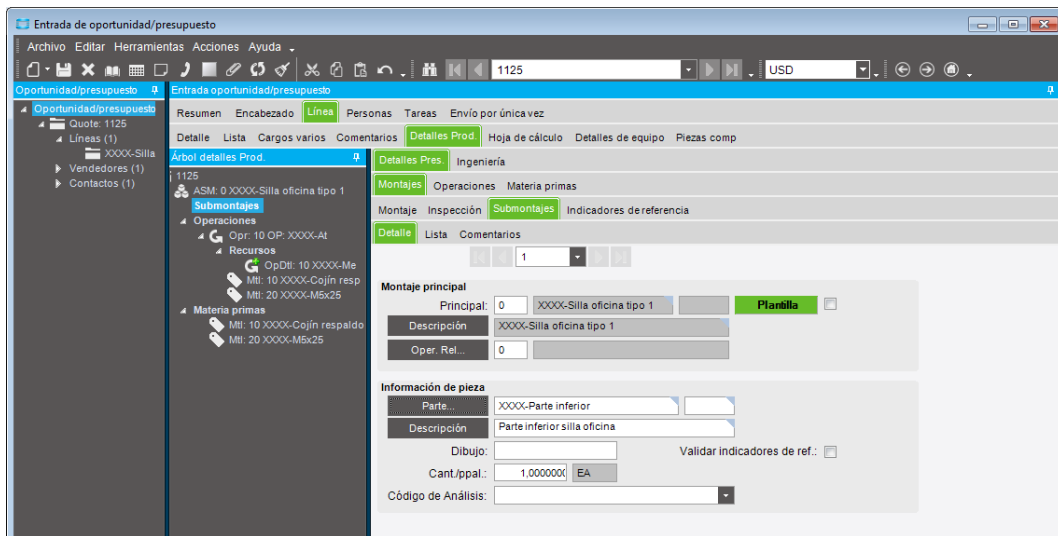 Entrada de oportunidad/presupuesto
Archivo Editar Herramientas Acciones Ayuda
1125 USD
Oportunidad/presupuesto
Oportunidad/presupuesto
Quote: 1125
Líneas (1)
XXXX-Silla
Vendedores (1)
Contactos (1)
Entrada oportunidad/presupuesto
Resumen Encabezado Línea Personas Tareas Envío por única vez
Detalle Lista Cargos varios Comentarios Detalles Prod. Hoja de cálculo Detalles de equipo Piezas comp
Árbol detalles Prod.
1125
ASM: 0 XXXX-Silla oficina tipo 1
Submontajes
Operaciones
Opr: 10 OP: XXXX-At
Recursos
OpDtl: 10 XXXX-Me
Mtl: 10 XXXX-Cojín resp
Mtl: 20 XXXX-M5x25
Materia primas
Mtl: 10 XXXX-Cojín respaldo
Mtl: 20 XXXX-M5x25
Detalles Pres. Ingeniería
Montajes Operaciones Materia primas
Montaje Inspección Submontajes Indicadores de referencia
Detalle Lista Comentarios
1
Montaje principal
Principal: 0 XXXX-Silla oficina tipo 1 Plantilla
Descripción XXXX-Silla oficina tipo 1
Oper. Rel... 0
Información de pieza
Parte... XXXX-Parte inferior
Descripción Parte inferior silla oficina
Dibujo: Validar indicadores de ref.:
Cant./ppal.: 1,0000000 EA
Código de Análisis: